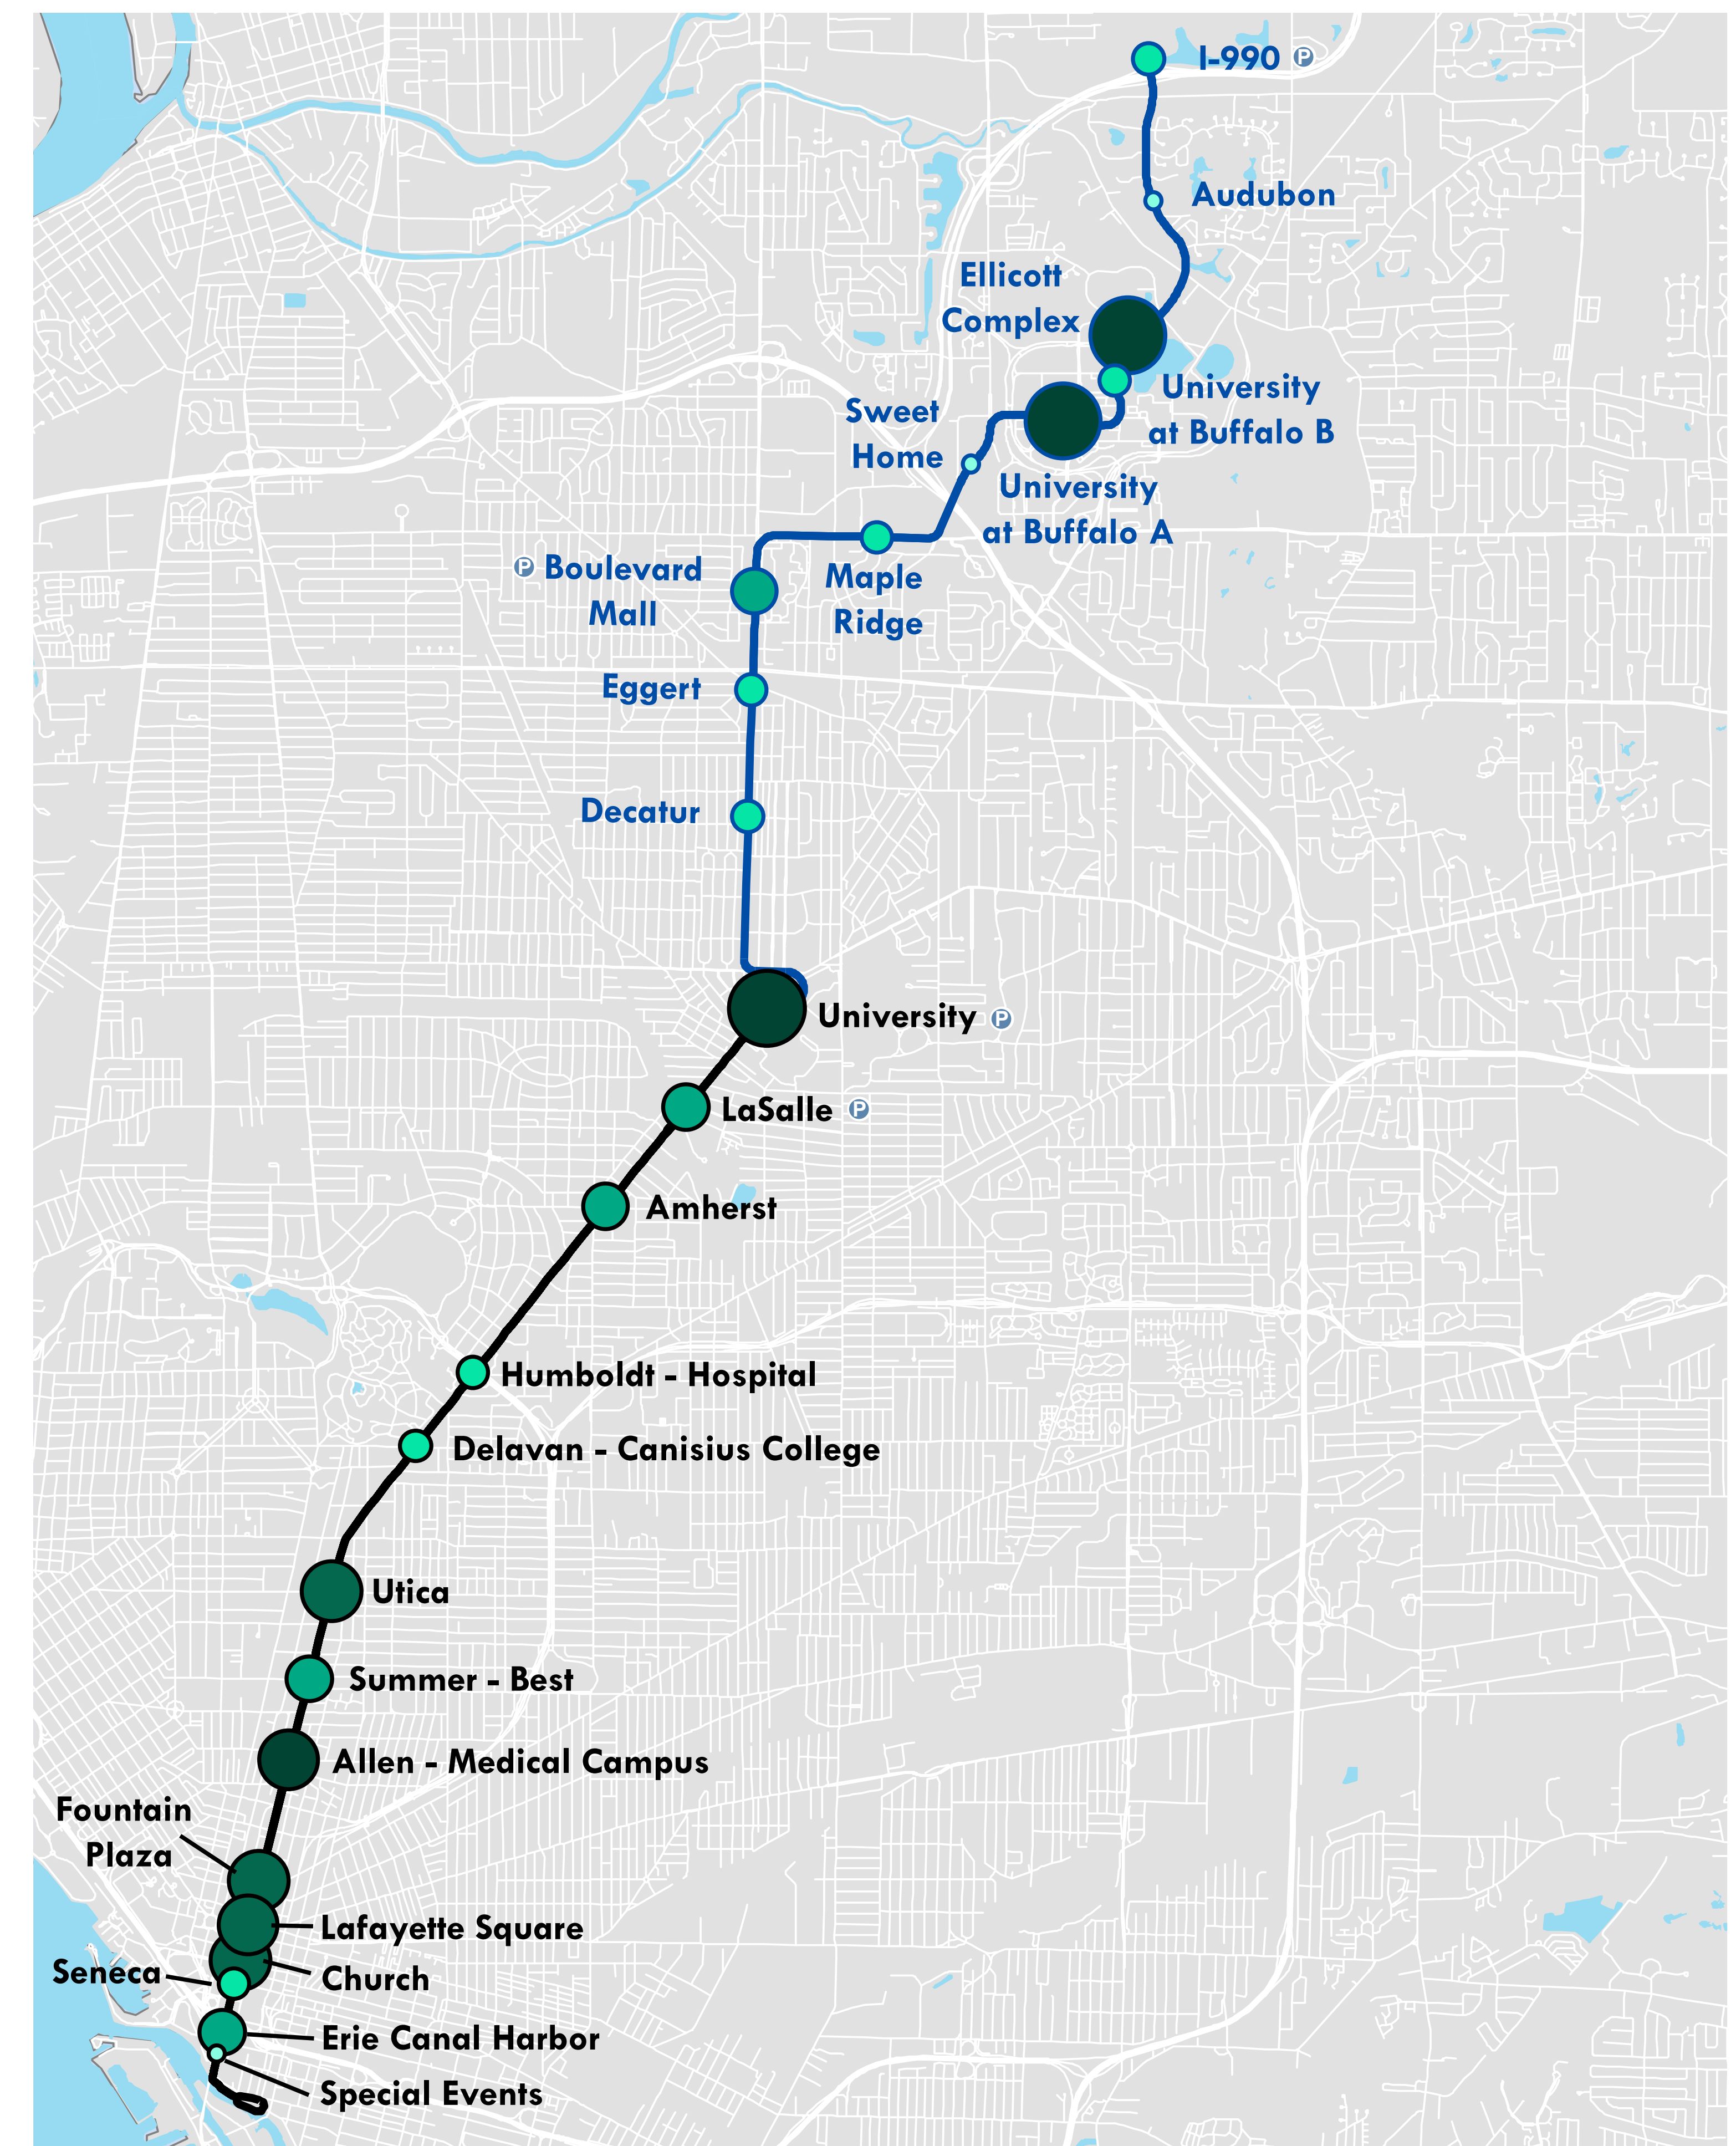 I-990 P
Audubon
Ellicott
Complex
University
at Buffalo B
Sweet
Home
University
at Buffalo A
P Boulevard
Mall
Maple
Ridge
Eggert
Decatur
University P
LaSalle P
Amherst
Humboldt - Hospital
Delavan - Canisius College
Utica
Summer - Best
Allen - Medical Campus
Fountain
Plaza
Lafayette Square
Seneca
Church
Erie Canal Harbor
Special Events